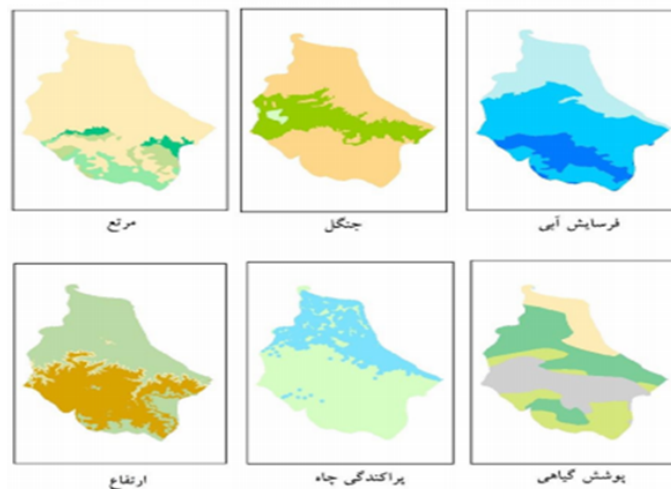 مرتع
جنگل
فرسایش آبی
ارتفاع
پراکندگی چاه
پوشش گیاهی